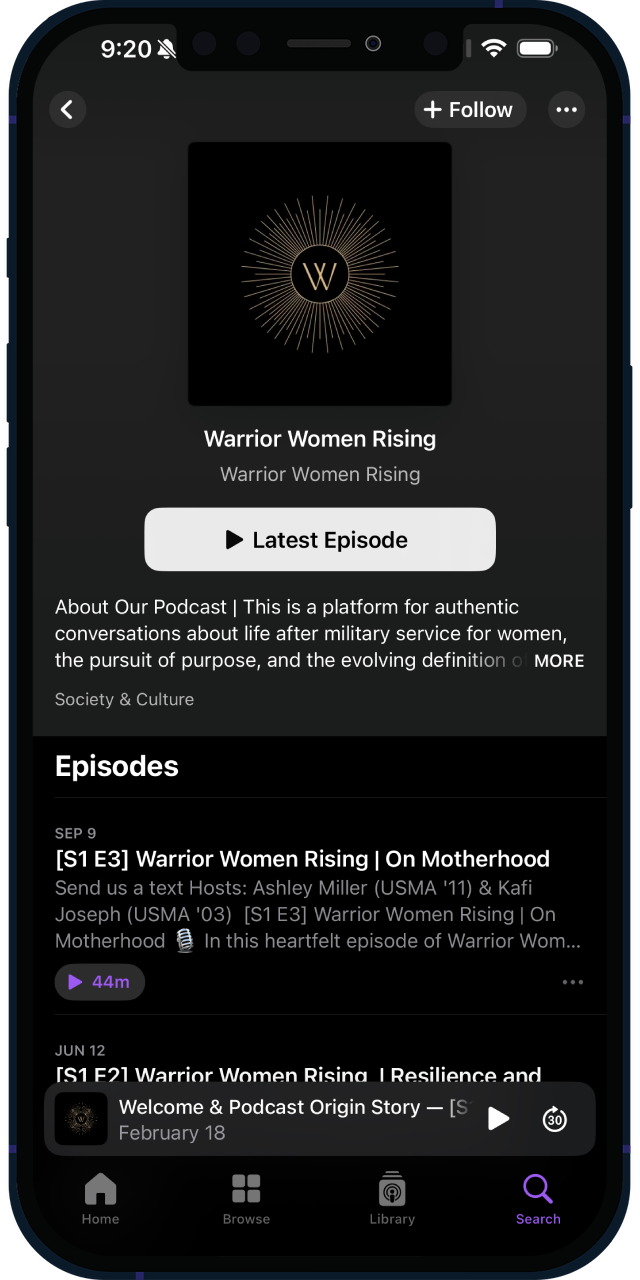 9:20
Follow
W
Warrior Women Rising
Warrior Women Rising
Latest Episode
About Our Podcast | This is a platform for authentic
conversations about life after military service for women,
the pursuit of purpose, and the evolving definition of MORE
Society & Culture
Episodes
SEP 9
[S1 E3] Warrior Women Rising | On Motherhood
Send us a text Hosts: Ashley Miller (USMA '11) & Kafi
Joseph (USMA '03) [S1 E3] Warrior Women Rising | On
Motherhood 🎙️ In this heartfelt episode of Warrior Wom...
44m
JUN 12
[S1 E2] Warrior Women Rising | Resilience and
Welcome & Podcast Origin Story — [S
February 18
30
Home Browse Library Search